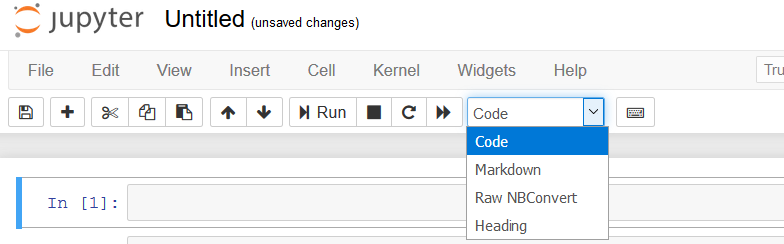 jupyter Untitled (unsaved changes)
File Edit View Insert Cell Kernel Widgets Help Tru
Run Code
Code
Markdown
Raw NBConvert
Heading
In [1]: